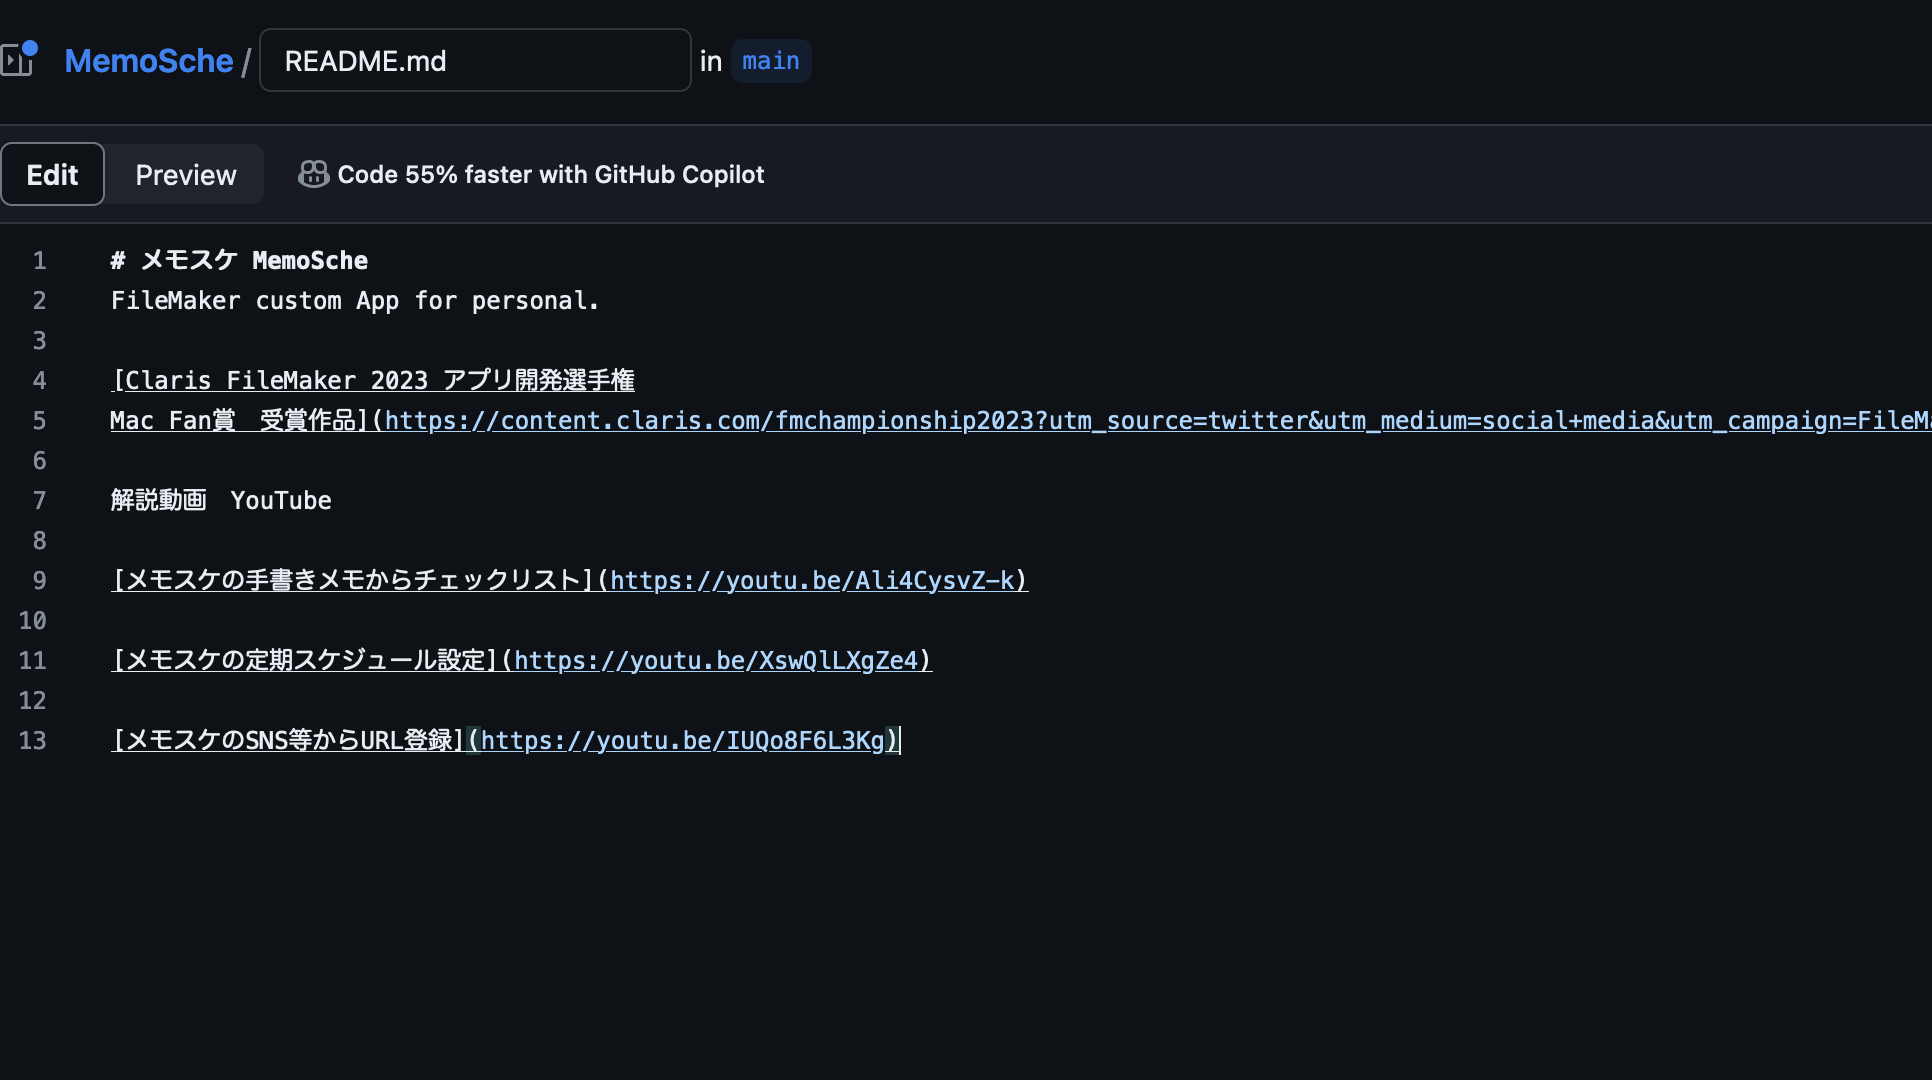 MemoSche / README.md in main
Edit Preview Code 55% faster with GitHub Copilot
1 # メモスケ MemoSche
2 FileMaker custom App for personal.
3
4 [Claris FileMaker 2023 アプリ開発選手権
5 Mac Fan賞　受賞作品](https://content.claris.com/fmchampionship2023?utm_source=twitter&utm_medium=social+media&utm_campaign=FileM
6
7 解説動画　YouTube
8
9 [メモスケの手書きメモからチェックリスト](https://youtu.be/Ali4CysvZ-k)
10
11 [メモスケの定期スケジュール設定](https://youtu.be/XswQlLXgZe4)
12
13 [メモスケのSNS等からURL登録](https://youtu.be/IUQo8F6L3Kg)